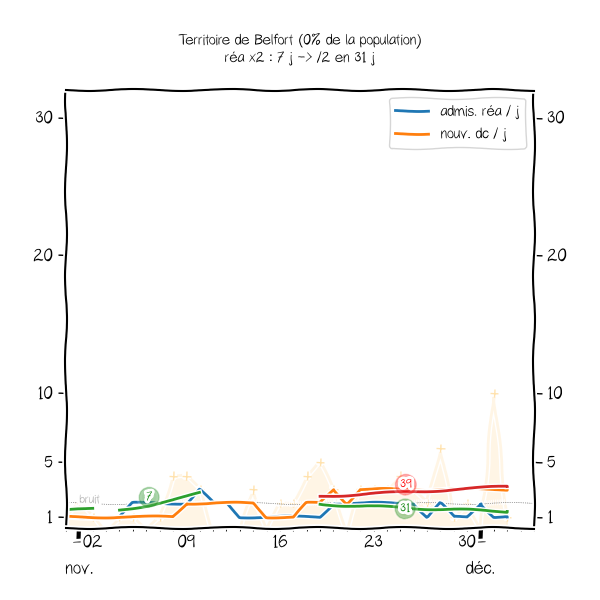 Territoire de Belfort (0% de la population)
réa x2 : 7 j -> /2 en 31 j
admis. réa / j
nouv. dc / j
30
30
20
20
10
10
5
5
39
7
... bruit
31
1
1
02
09
16
23
30
nov.
déc.